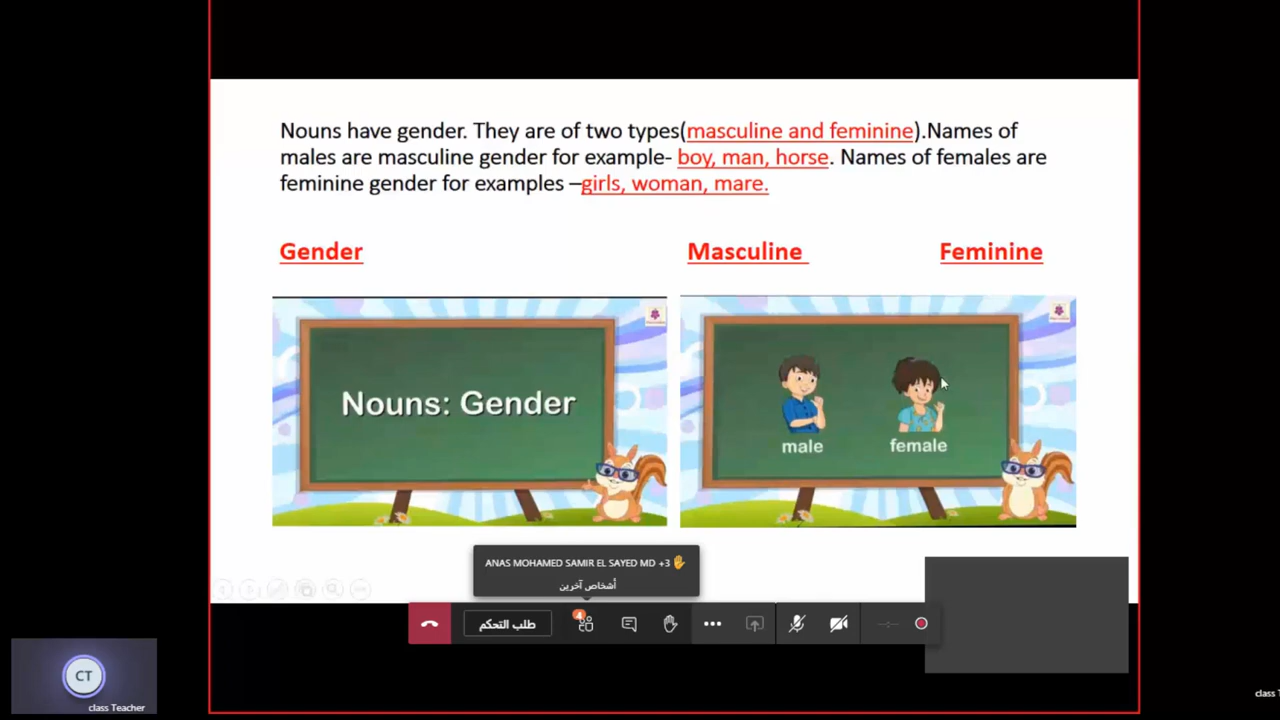 Nouns have gender. They are of two types(masculine and feminine).Names of
males are masculine gender for example- boy, man, horse. Names of females are
feminine gender for examples –girls, woman, mare.
Gender
Masculine
Feminine
Nouns: Gender
male
female
ANAS MOHAMED SAMIR EL SAYED MD +3 ✋
أشخاص آخرين
4
طلب التحكم
CT
class Teacher
class T